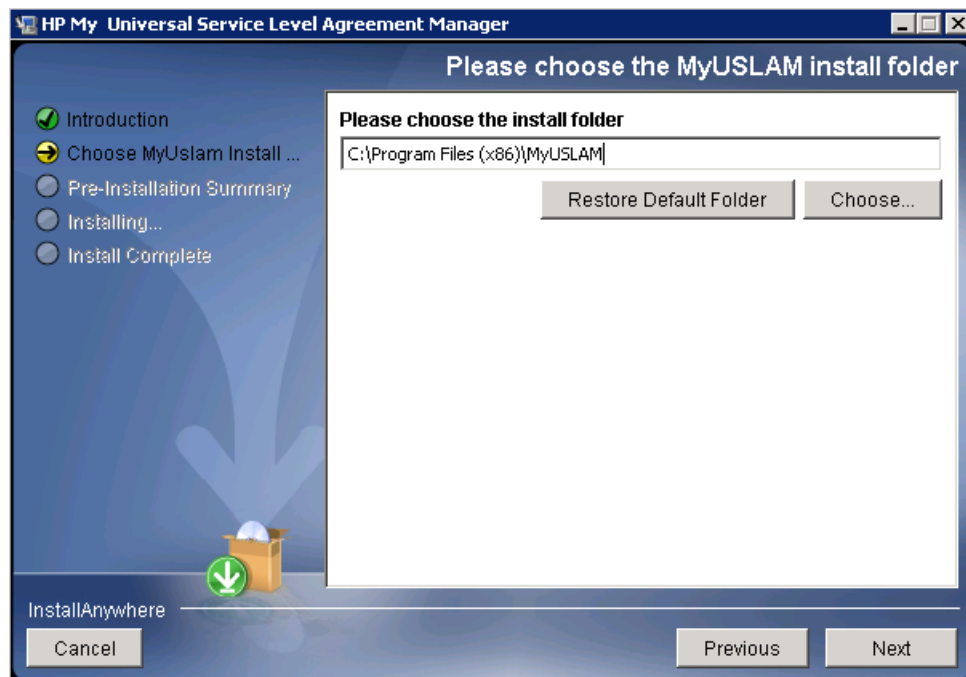 HP My Universal Service Level Agreement Manager
Please choose the MyUSLAM install folder
Introduction
Choose MyUslam Install ...
Pre-Installation Summary
Installing...
Install Complete
Please choose the install folder
C:\Program Files (x86)\MyUSLAM
Restore Default Folder
Choose...
InstallAnywhere
Cancel
Previous
Next